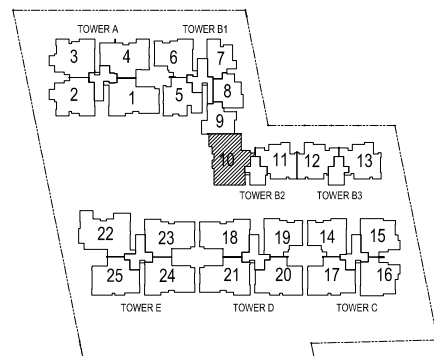 TOWER A TOWER B1
3 4 6 7
2 1 5 8
9
10 11 12 13
TOWER B2 TOWER B3
22 23 18 19 14 15
25 24 21 20 17 16
TOWER E TOWER D TOWER C